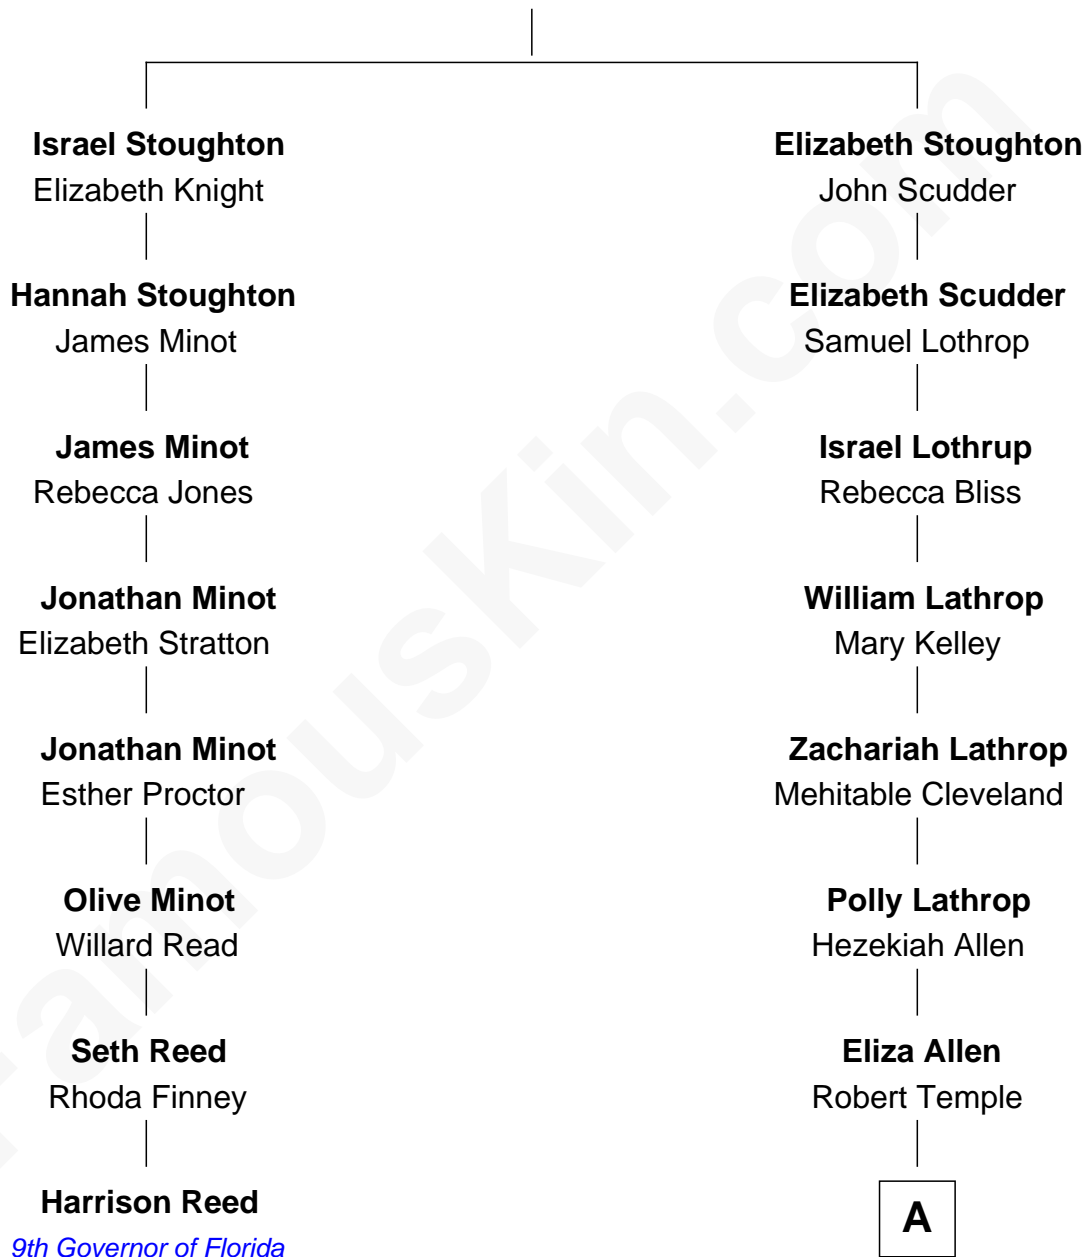 Israel Stoughton
Elizabeth Knight
Elizabeth Stoughton
John Scudder
Hannah Stoughton
James Minot
Elizabeth Scudder
Samuel Lothrop
James Minot
Rebecca Jones
Israel Lothrup
Rebecca Bliss
Jonathan Minot
Elizabeth Stratton
William Lathrop
Mary Kelley
Jonathan Minot
Esther Proctor
Zachariah Lathrop
Mehitable Cleveland
Olive Minot
Willard Read
Polly Lathrop
Hezekiah Allen
Seth Reed
Rhoda Finney
Eliza Allen
Robert Temple
Harrison Reed
9th Governor of Florida
A
FamousKin.com